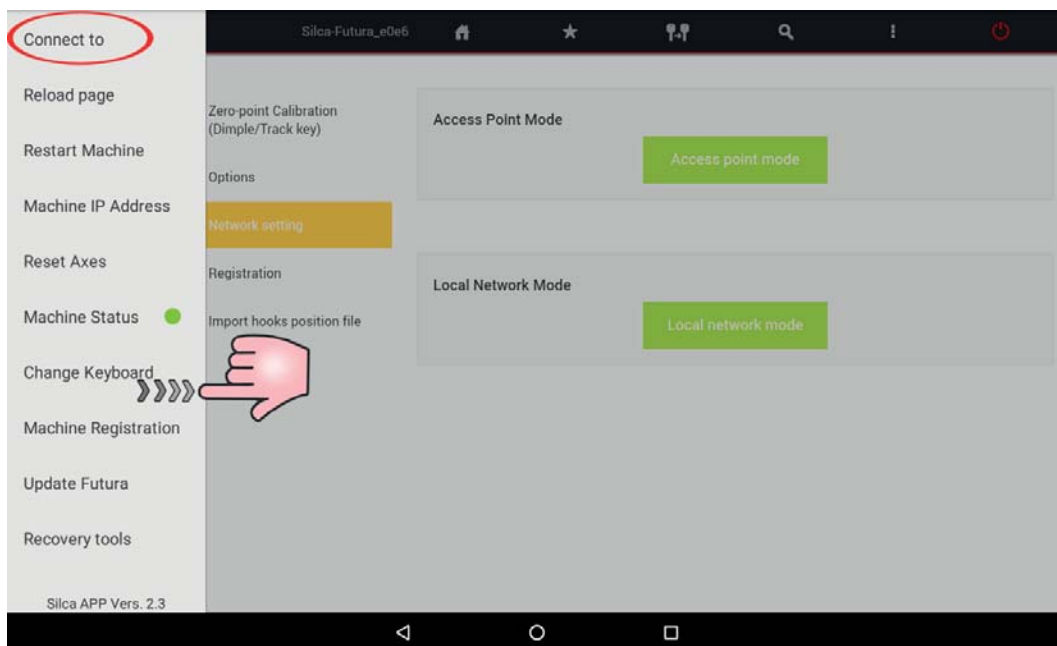 Connect to
Reload page
Restart Machine
Machine IP Address
Reset Axes
Machine Status
Change Keyboard
Machine Registration
Update Futura
Recovery tools
Silca APP Vers. 2.3
Silca-Futura_e0e6
Zero-point Calibration
(Dimple/Track key)
Options
Network setting
Registration
Import hooks position file
Access Point Mode
Access point mode
Local Network Mode
Local network mode